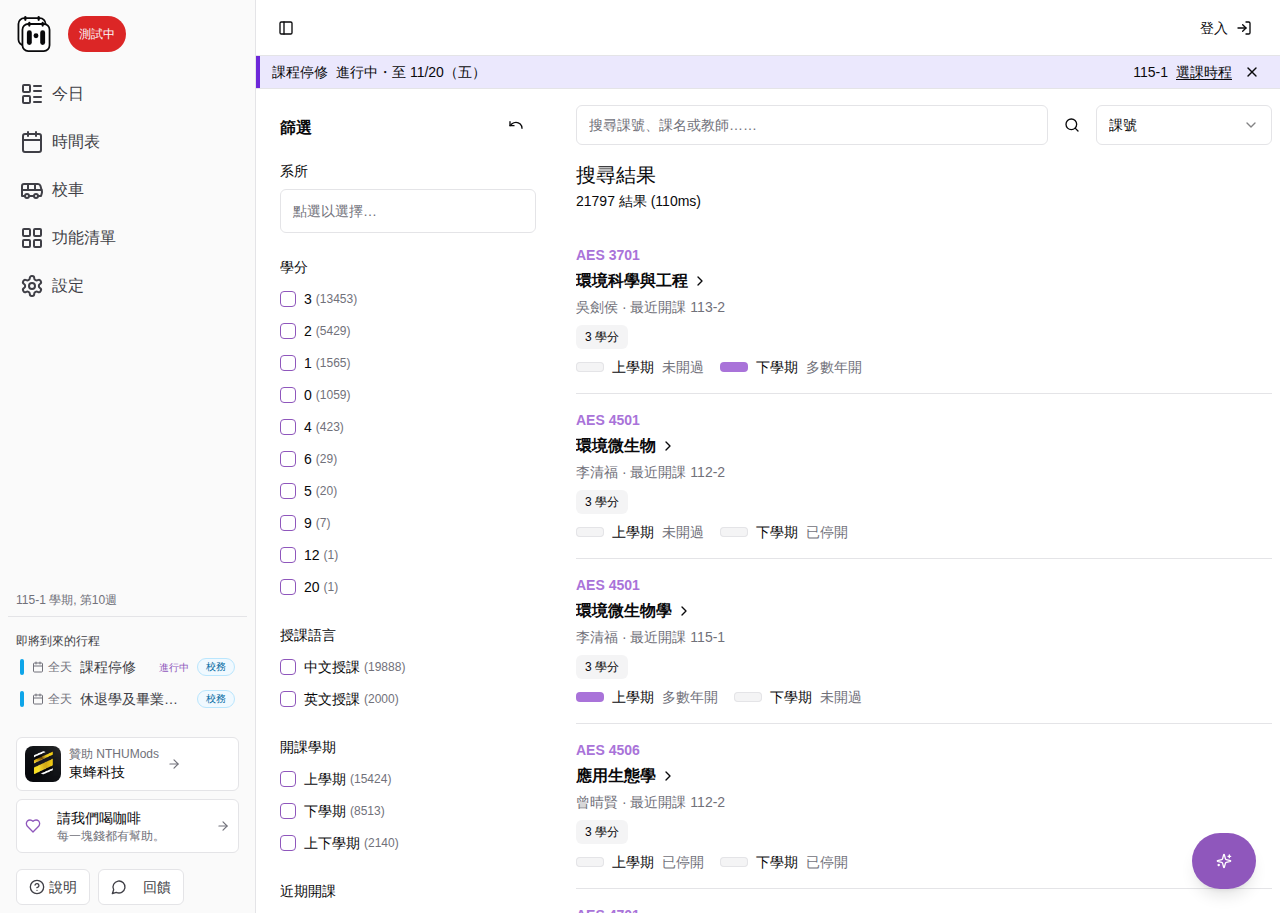 測試中
今日
時間表
校車
功能清單
設定
115-1 學期, 第10週
即將到來的行程
全天 課程停修 進行中 校務
全天 休退學及畢業… 校務
贊助 NTHUMods
東蜂科技
請我們喝咖啡
每一塊錢都有幫助。
說明 回饋
登入
課程停修 進行中・至 11/20（五） 115-1 選課時程
篩選
系所
點選以選擇…
學分
3 (13453)
2 (5429)
1 (1565)
0 (1059)
4 (423)
6 (29)
5 (20)
9 (7)
12 (1)
20 (1)
授課語言
中文授課 (19888)
英文授課 (2000)
開課學期
上學期 (15424)
下學期 (8513)
上下學期 (2140)
近期開課
搜尋課號、課名或教師…… 課號
搜尋結果
21797 結果 (110ms)
AES 3701
環境科學與工程
吳劍侯 · 最近開課 113-2
3 學分
上學期 未開過 下學期 多數年開
AES 4501
環境微生物
李清福 · 最近開課 112-2
3 學分
上學期 未開過 下學期 已停開
AES 4501
環境微生物學
李清福 · 最近開課 115-1
3 學分
上學期 多數年開 下學期 未開過
AES 4506
應用生態學
曾晴賢 · 最近開課 112-2
3 學分
上學期 已停開 下學期 已停開